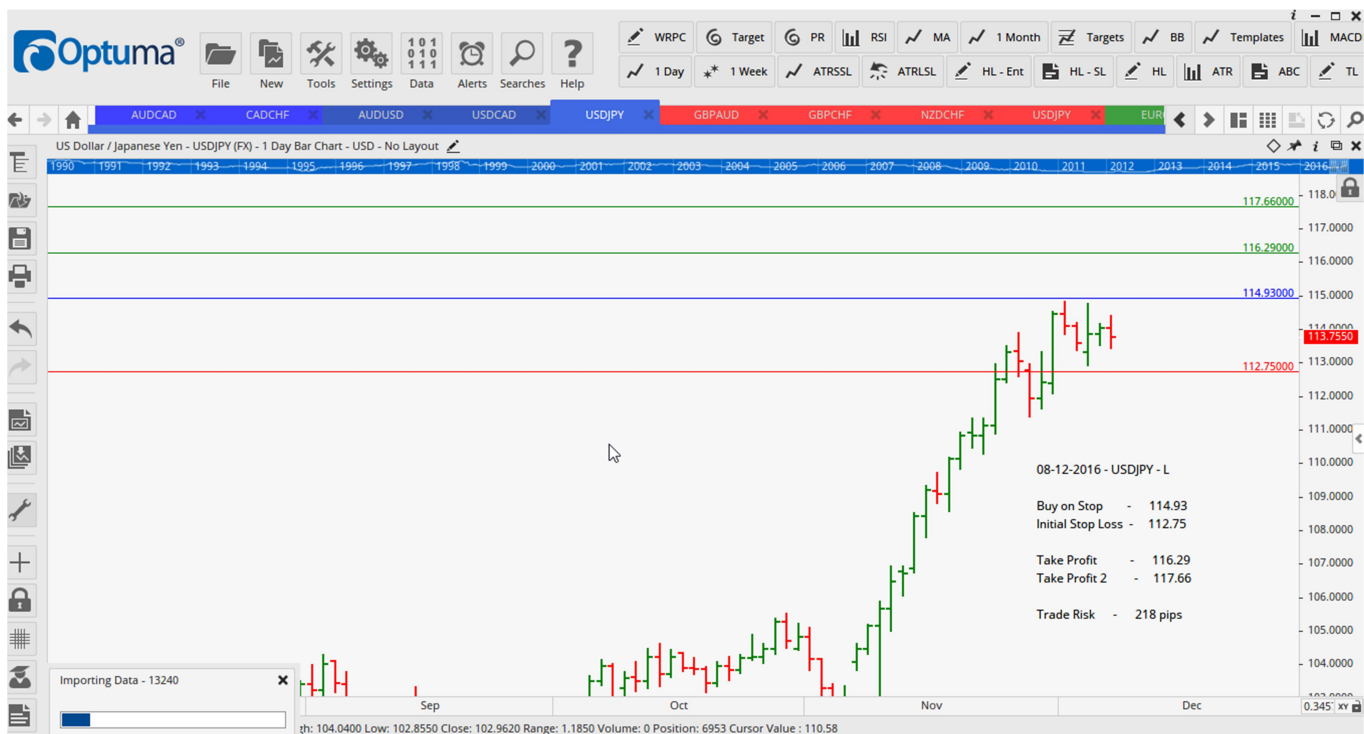 Optuma®
File New Tools Settings Data Alerts Searches Help
WRPC Target PR RSI MA 1 Month Targets BB Templates MACD
1 Day 1 Week ATRSSL ATRLSL HL - Ent HL - SL HL ATR ABC TL
AUDCAD CADCHF AUDUSD USDCAD USDJPY GBPAUD GBPCHF NZDCHF USDJPY
US Dollar / Japanese Yen - USDJPY (FX) - 1 Day Bar Chart - USD - No Layout
1990 1991 1992 1993 1994 1995 1996 1997 1998 1999 2000 2001 2002 2003 2004 2005 2006 2007 2008 2009 2010 2011 2012 2013 2014 2015 2016
117.66000
117.0000
116.29000
116.0000
114.93000
115.0000
114.0000
113.7550
113.0000
112.75000
112.0000
111.0000
110.0000
109.0000
108.0000
107.0000
106.0000
105.0000
104.0000
08-12-2016 - USDJPY - L
Buy on Stop - 114.93
Initial Stop Loss - 112.75
Take Profit - 116.29
Take Profit 2 - 117.66
Trade Risk - 218 pips
Importing Data - 13240
Sep Oct Nov Dec
XY
104.0400 Low: 102.8550 Close: 102.9620 Range: 1.1850 Volume: 0 Position: 6953 Cursor Value : 110.58